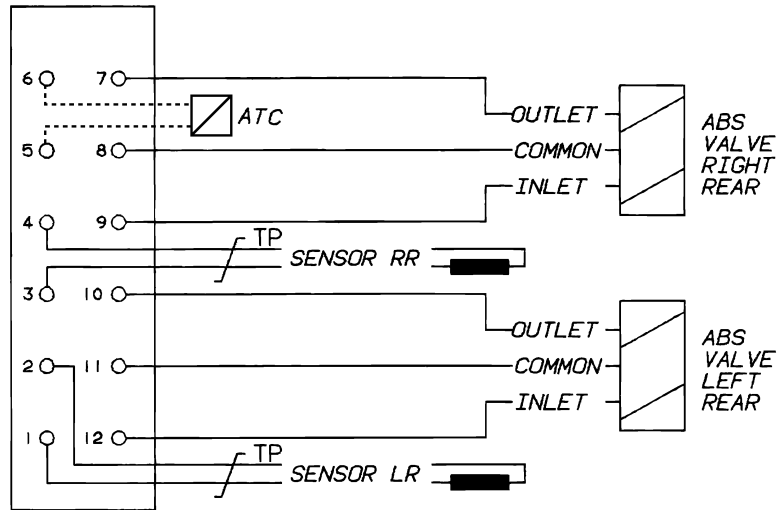 6 7
ATC
5 8
OUTLET
COMMON
INLET
ABS
VALVE
RIGHT
REAR
4 9
TP
SENSOR RR
3 10
2 11
OUTLET
COMMON
INLET
ABS
VALVE
LEFT
REAR
1 12
TP
SENSOR LR